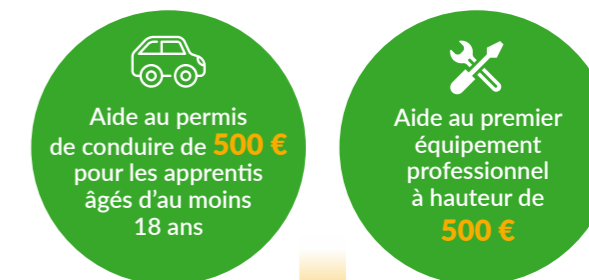 Aide au permis
de conduire de 500 €
pour les apprentis
âgés d’au moins
18 ans
Aide au premier
équipement
professionnel
à hauteur de
500 €